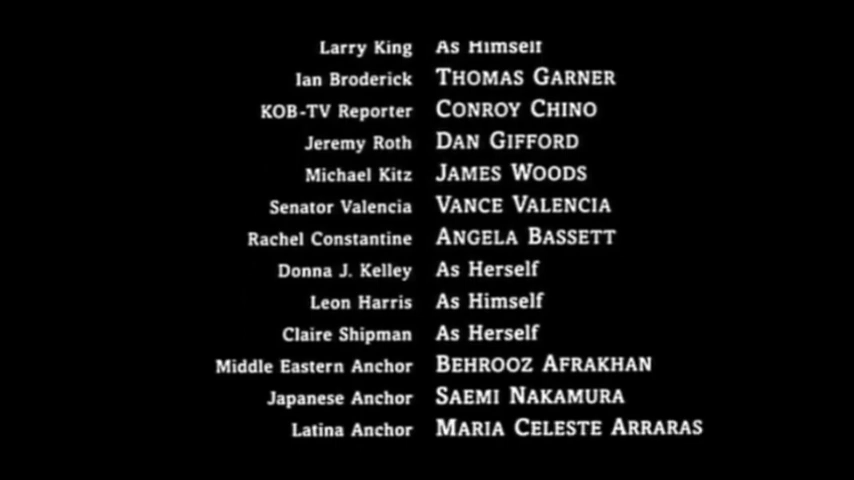 Larry King As Himself
Ian Broderick THOMAS GARNER
KOB-TV Reporter CONROY CHINO
Jeremy Roth DAN GIFFORD
Michael Kitz JAMES WOODS
Senator Valencia VANCE VALENCIA
Rachel Constantine ANGELA BASSETT
Donna J. Kelley As Herself
Leon Harris As Himself
Claire Shipman As Herself
Middle Eastern Anchor BEHROOZ AFRAKHAN
Japanese Anchor SAEMI NAKAMURA
Latina Anchor MARIA CELESTE ARRARAS